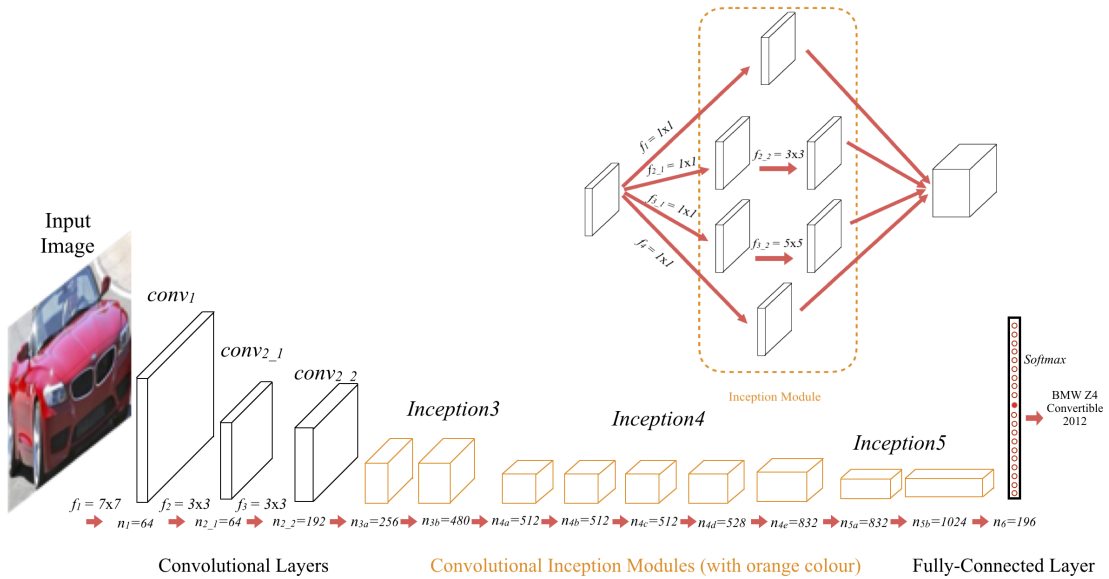 f₁ = 1x1
f₂_₁ = 1x1
f₂_₂ = 3x3
f₃_₁ = 1x1
f₃_₂ = 5x5
f₄ = 1x1
Inception Module
Input
Image
conv₁
conv₂_₁
conv₂_₂
Inception3
Inception4
Inception5
Softmax
BMW Z4
Convertible
2012
f₁ = 7x7
f₂ = 3x3
f₃ = 3x3
n₁=64
n₂_₁=64
n₂_₂=192
n₃ₐ=256
n₃b=480
n₄ₐ=512
n₄b=512
n₄c=512
n₄d=528
n₄ₑ=832
n₅ₐ=832
n₅b=1024
n₆=196
Convolutional Layers
Convolutional Inception Modules (with orange colour)
Fully-Connected Layer